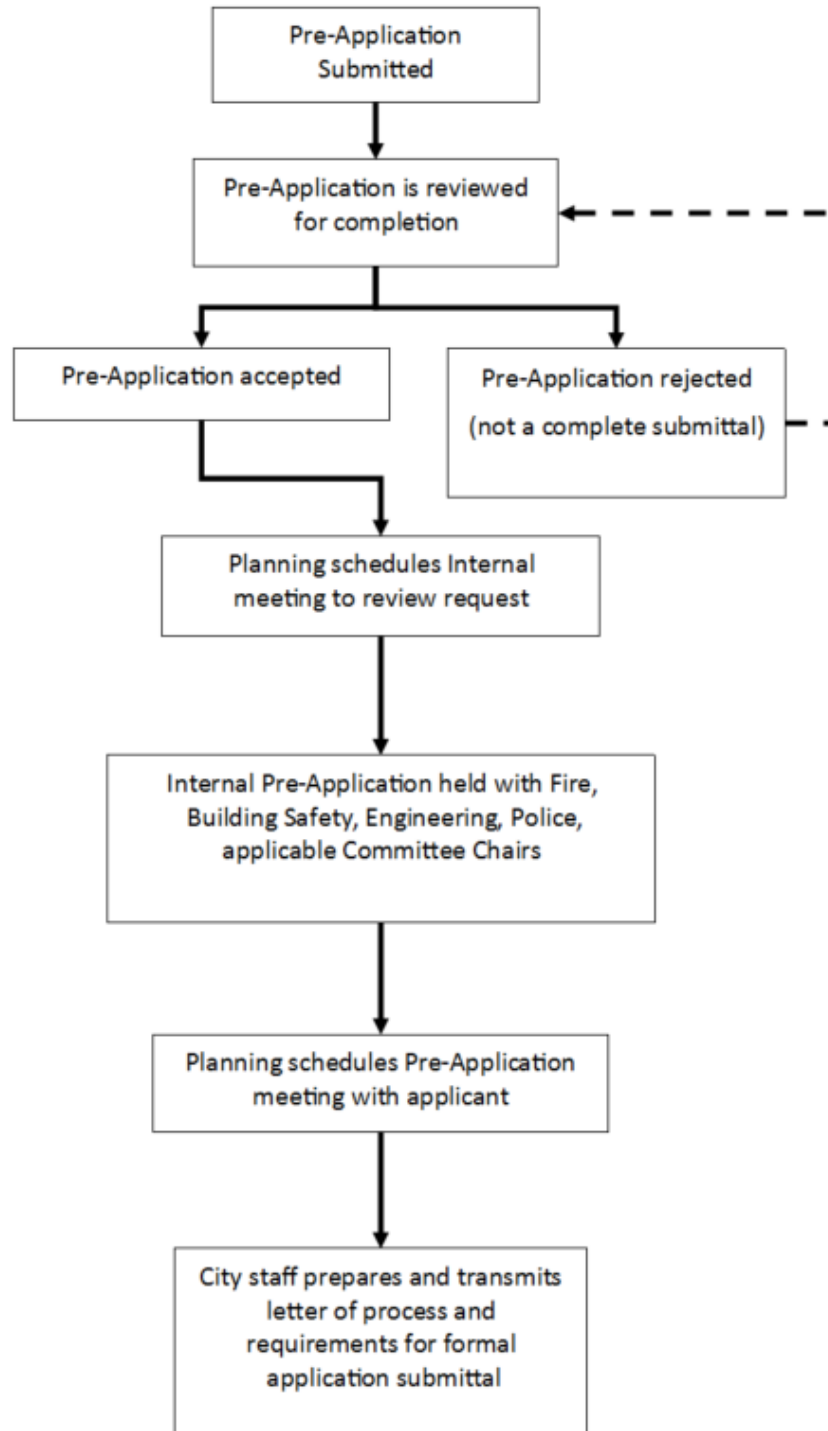 Pre-Application
Submitted
Pre-Application is reviewed
for completion
Pre-Application accepted
Pre-Application rejected
(not a complete submittal)
Planning schedules Internal
meeting to review request
Internal Pre-Application held with Fire,
Building Safety, Engineering, Police,
applicable Committee Chairs
Planning schedules Pre-Application
meeting with applicant
City staff prepares and transmits
letter of process and
requirements for formal
application submittal